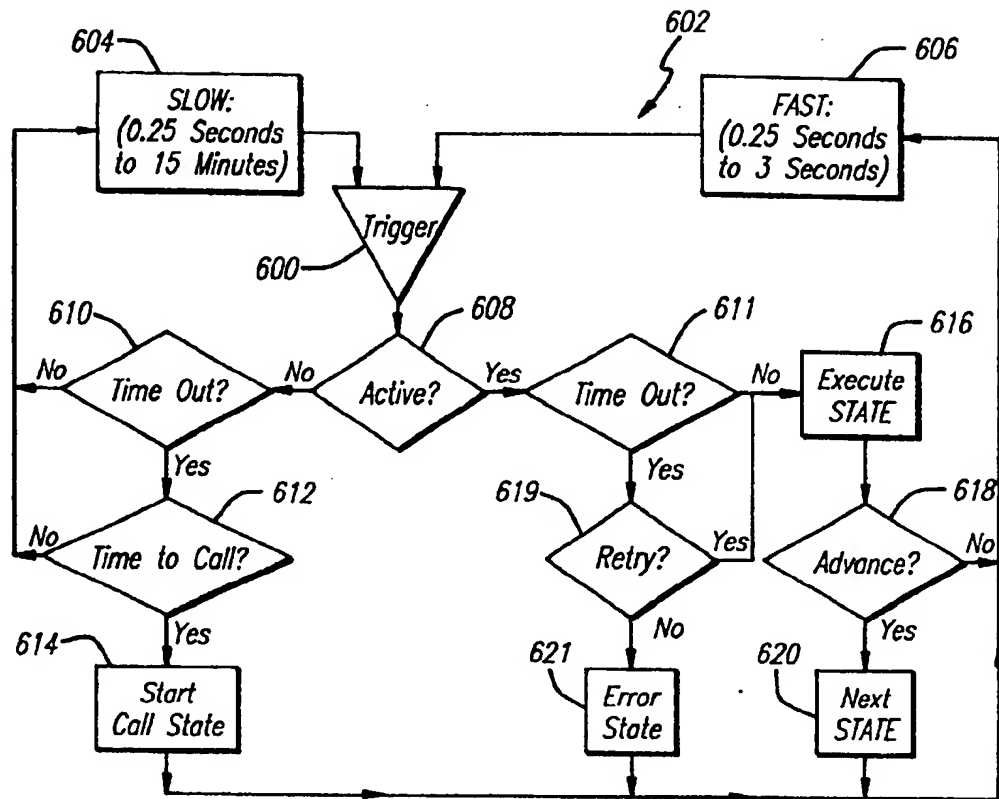 604
602
606
SLOW:
(0.25 Seconds
to 15 Minutes)
FAST:
(0.25 Seconds
to 3 Seconds)
Trigger
600
610
608
611
616
No
Time Out?
No
Active?
Yes
Time Out?
No
Execute
STATE
Yes
612
Yes
619
618
No
Time to Call?
Retry?
Yes
Advance?
No
614
Yes
No
621
Yes
620
Start
Call State
Error
State
Next
STATE